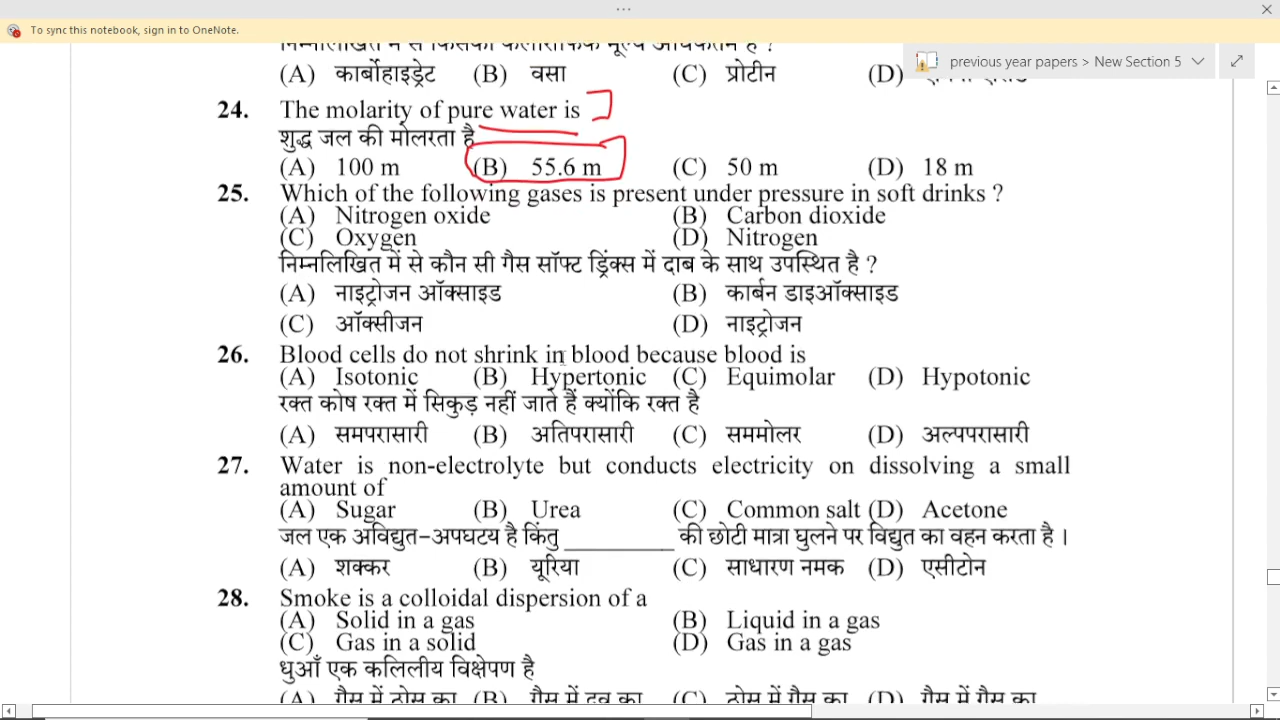 To sync this notebook, sign in to OneNote.
previous year papers > New Section 5
निम्नलिखित में से किसका कैलोरिफिक मूल्य अधिकतम है ?
(A) कार्बोहाइड्रेट (B) वसा (C) प्रोटीन (D)
24. The molarity of pure water is
शुद्ध जल की मोलरता है
(A) 100 m (B) 55.6 m (C) 50 m (D) 18 m
25. Which of the following gases is present under pressure in soft drinks ?
(A) Nitrogen oxide (B) Carbon dioxide
(C) Oxygen (D) Nitrogen
निम्नलिखित में से कौन सी गैस सॉफ्ट ड्रिंक्स में दाब के साथ उपस्थित है ?
(A) नाइट्रोजन ऑक्साइड (B) कार्बन डाइऑक्साइड
(C) ऑक्सीजन (D) नाइट्रोजन
26. Blood cells do not shrink in blood because blood is
(A) Isotonic (B) Hypertonic (C) Equimolar (D) Hypotonic
रक्त कोष रक्त में सिकुड़ नहीं जाते हैं क्योंकि रक्त है
(A) समपरासारी (B) अतिपरासारी (C) सममोलर (D) अल्पपरासारी
27. Water is non-electrolyte but conducts electricity on dissolving a small
amount of
(A) Sugar (B) Urea (C) Common salt (D) Acetone
जल एक अविद्युत-अपघटय है किंतु __________ की छोटी मात्रा घुलने पर विद्युत का वहन करता है ।
(A) शक्कर (B) यूरिया (C) साधारण नमक (D) एसीटोन
28. Smoke is a colloidal dispersion of a
(A) Solid in a gas (B) Liquid in a gas
(C) Gas in a solid (D) Gas in a gas
धुआँ एक कलिलीय विक्षेपण है
(A) गैस में ठोस का (B) गैस में द्रव का (C) ठोस में गैस का (D) गैस में गैस का